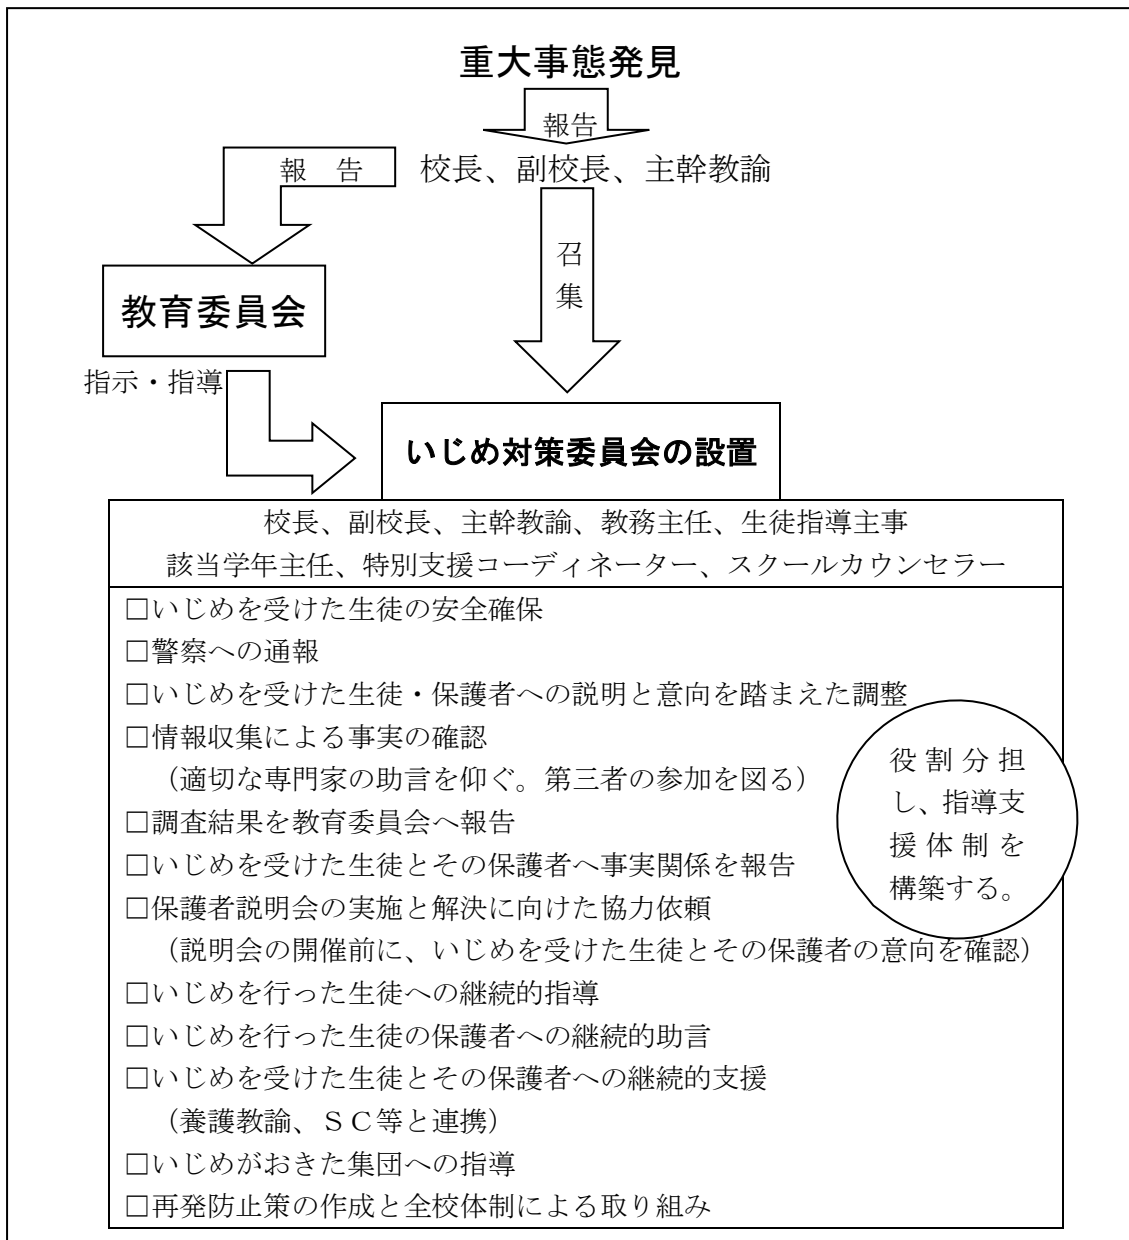 重大事態発見
報告
報　告
校長、副校長、主幹教諭
召
集
教育委員会
指示・指導
いじめ対策委員会の設置
校長、副校長、主幹教諭、教務主任、生徒指導主事
該当学年主任、特別支援コーディネーター、スクールカウンセラー
□いじめを受けた生徒の安全確保
□警察への通報
□いじめを受けた生徒・保護者への説明と意向を踏まえた調整
□情報収集による事実の確認
（適切な専門家の助言を仰ぐ。第三者の参加を図る）
□調査結果を教育委員会へ報告
□いじめを受けた生徒とその保護者へ事実関係を報告
□保護者説明会の実施と解決に向けた協力依頼
（説明会の開催前に、いじめを受けた生徒とその保護者の意向を確認）
□いじめを行った生徒への継続的指導
□いじめを行った生徒の保護者への継続的助言
□いじめを受けた生徒とその保護者への継続的支援
（養護教諭、ＳＣ等と連携）
□いじめがおきた集団への指導
□再発防止策の作成と全校体制による取り組み
役割分担
し、指導支
援体制を
構築する。